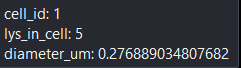 cell_id: 1
lys_in_cell: 5
diameter_um: 0.276889034807682